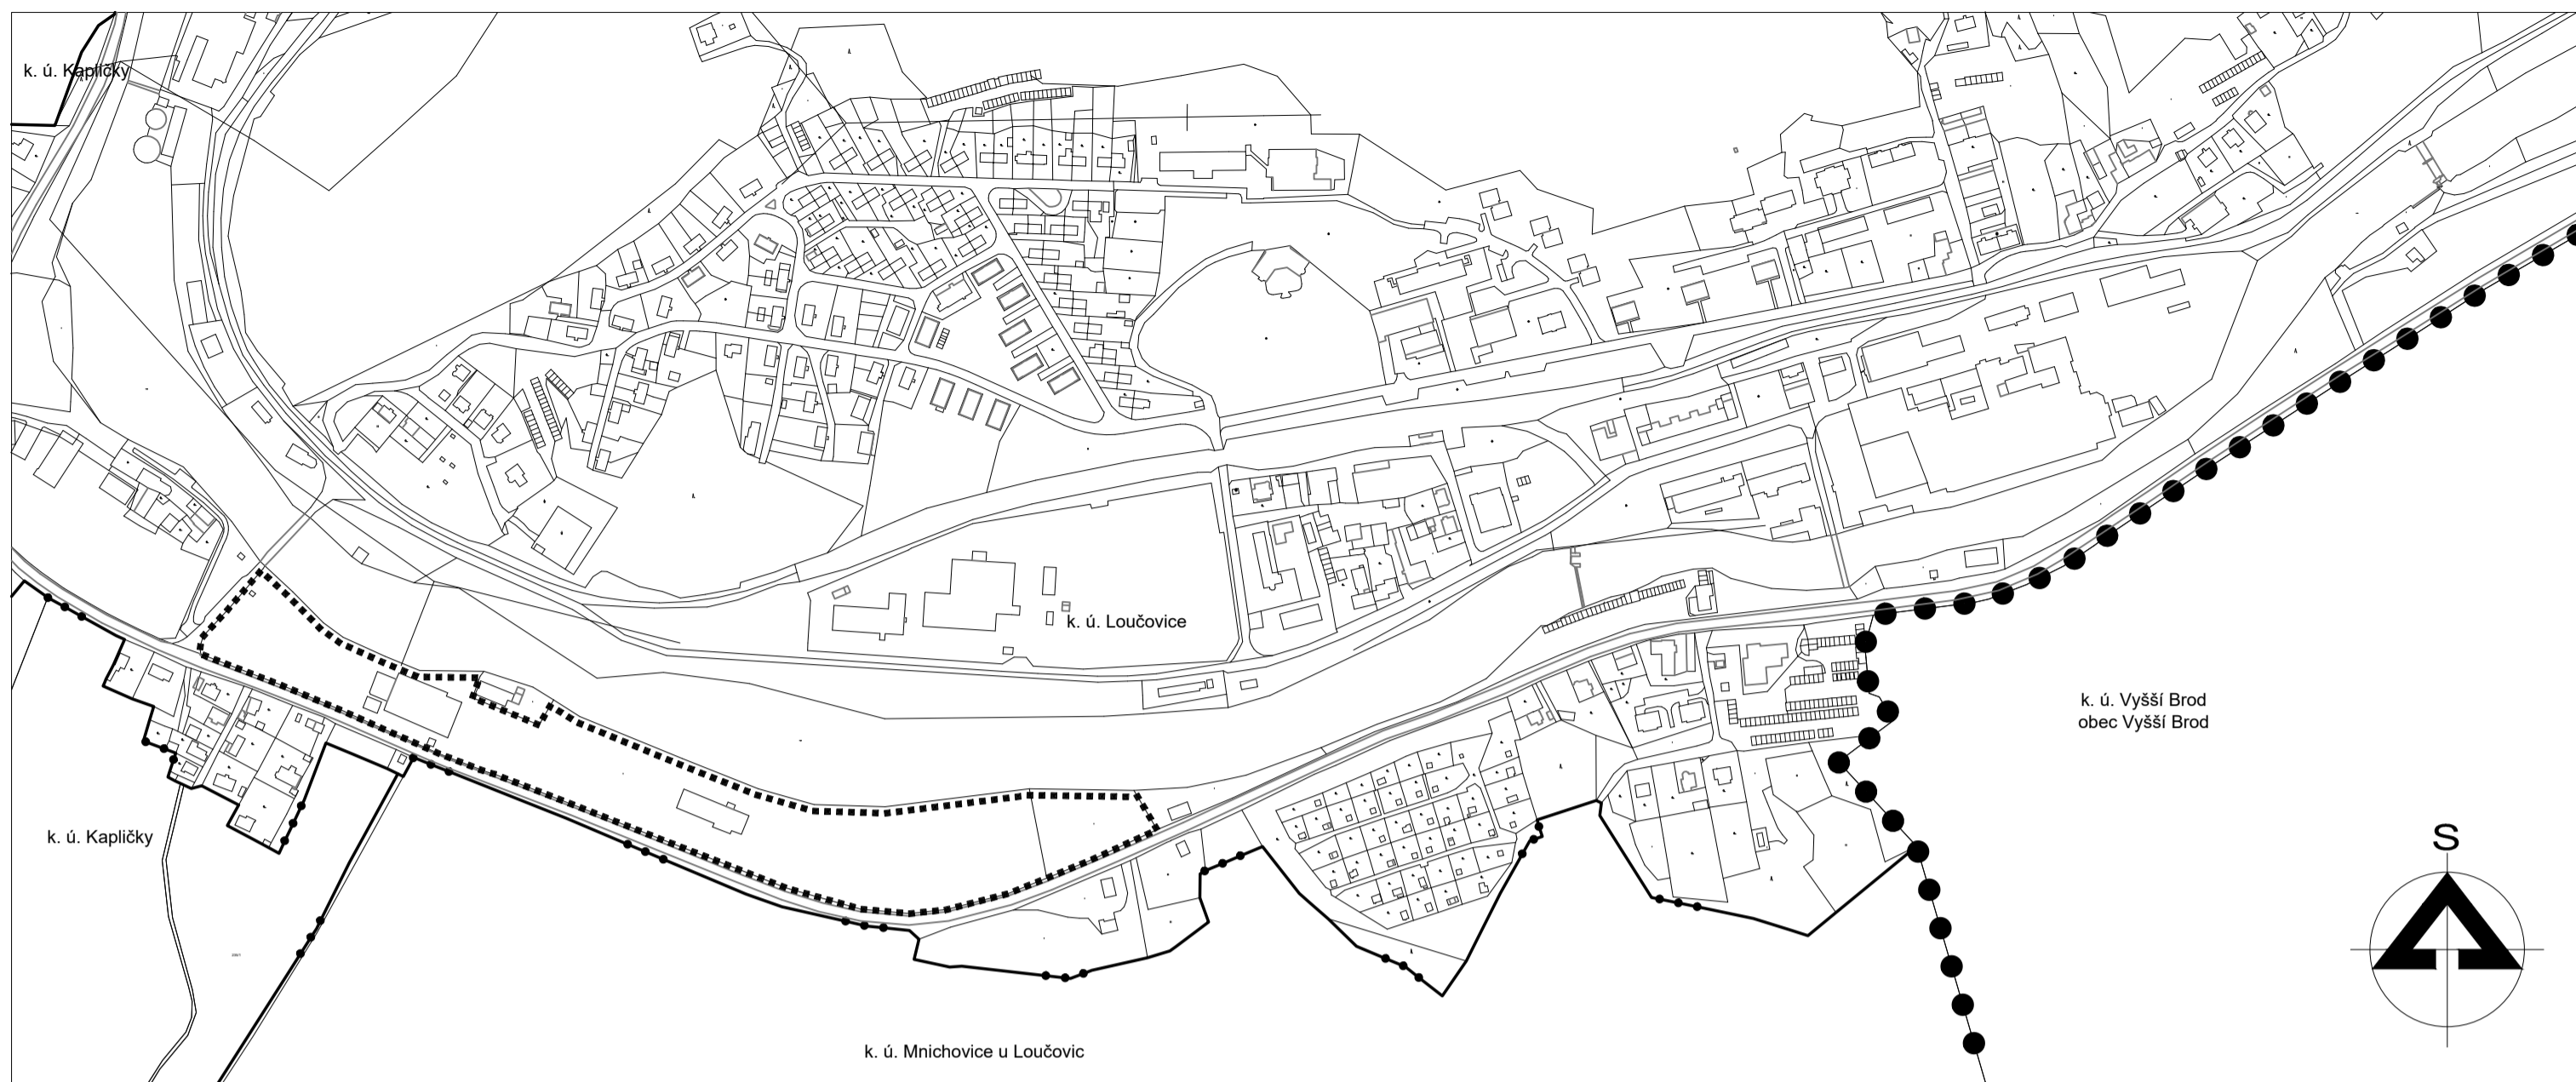 k. ú. Kapličky
k. ú. Loučovice
k. ú. Vyšší Brod
obec Vyšší Brod
S
k. ú. Kapličky
k. ú. Mnichovice u Loučovic